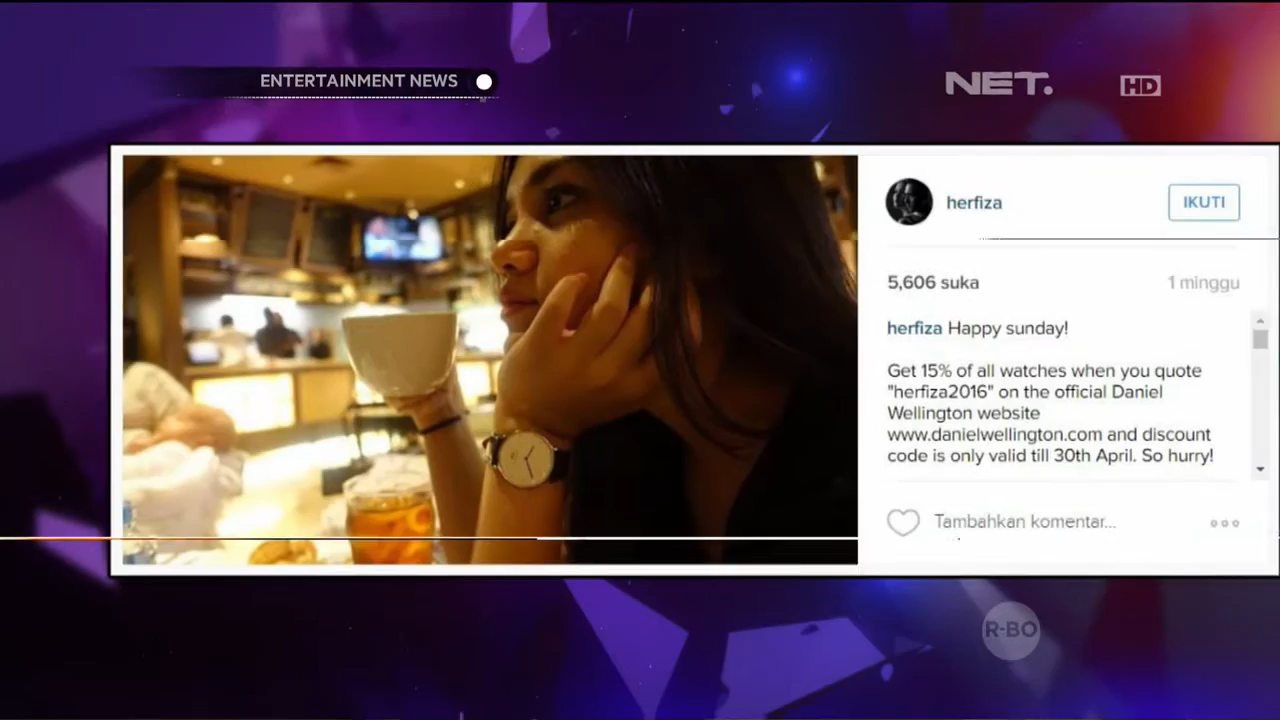 ENTERTAINMENT NEWS
NET.
HD
herfiza
IKUTI
5,606 suka
1 minggu
herfiza Happy sunday!
Get 15% of all watches when you quote
"herfiza2016" on the official Daniel
Wellington website
www.danielwellington.com and discount
code is only valid till 30th April. So hurry!
Tambahkan komentar...
R-BO